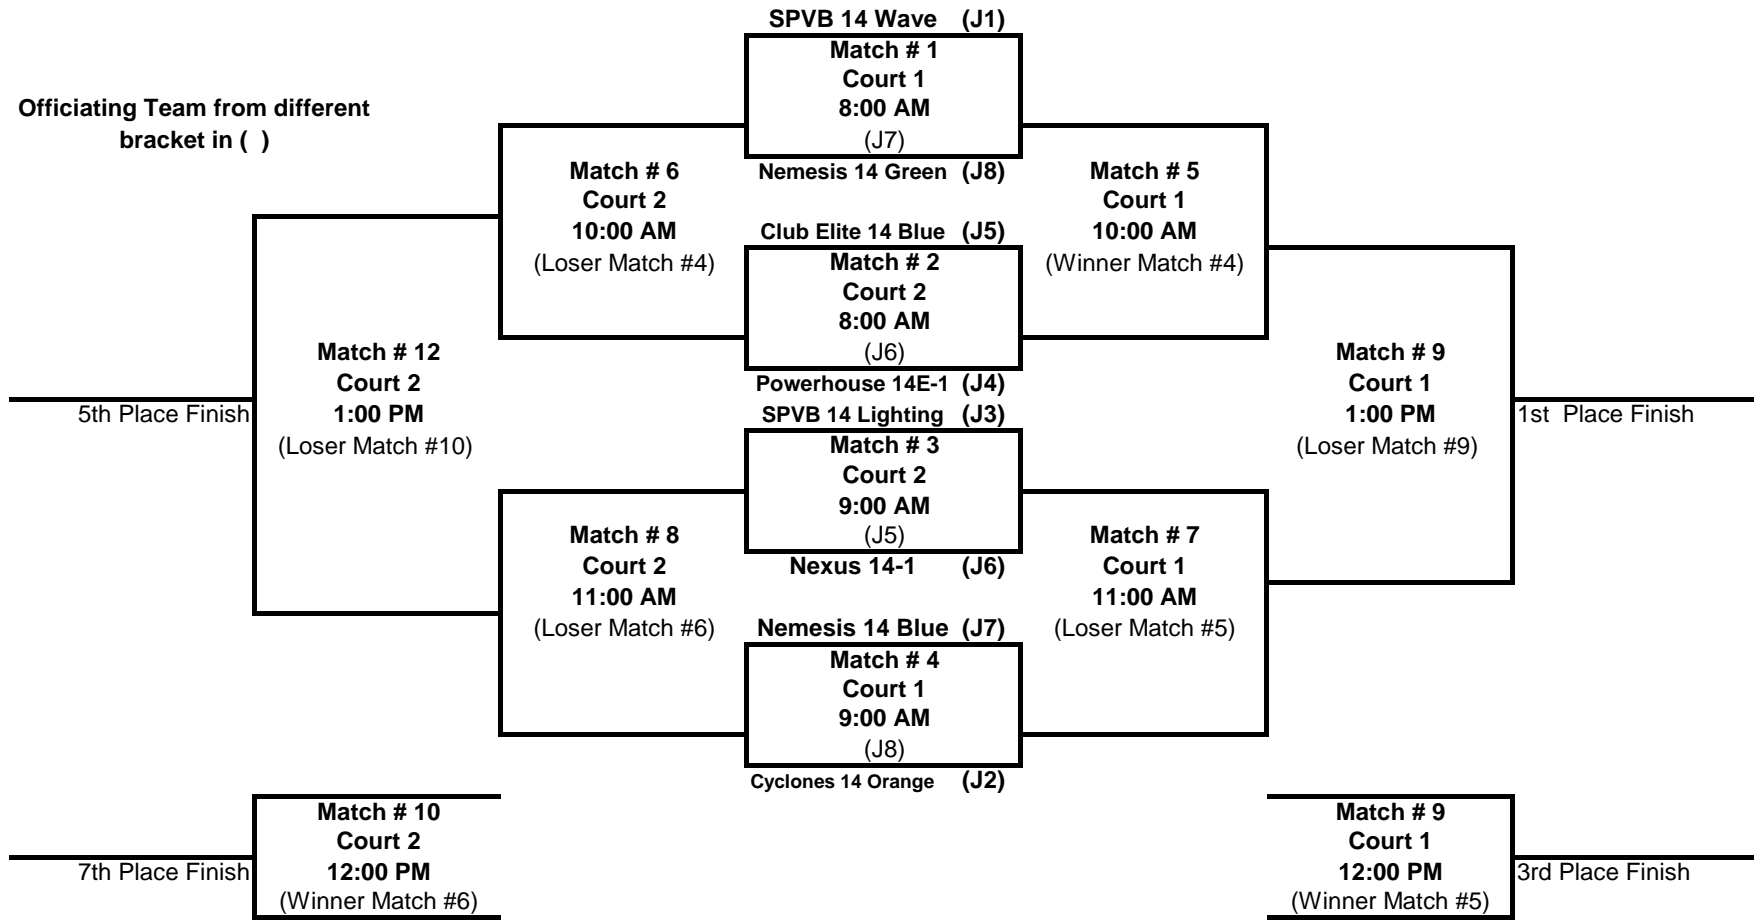 SPVB 14 Wave (J1)
Match # 1
Court 1
8:00 AM
(J7)
Nemesis 14 Green (J8)
Officiating Team from different
bracket in ( )
Match # 6
Court 2
10:00 AM
(Loser Match #4)
Match # 5
Court 1
10:00 AM
(Winner Match #4)
Club Elite 14 Blue (J5)
Match # 2
Court 2
8:00 AM
(J6)
Powerhouse 14E-1 (J4)
Match # 12
Court 2
1:00 PM
(Loser Match #10)
5th Place Finish
Match # 9
Court 1
1:00 PM
(Loser Match #9)
1st Place Finish
SPVB 14 Lighting (J3)
Match # 3
Court 2
9:00 AM
(J5)
Nexus 14-1 (J6)
Match # 8
Court 2
11:00 AM
(Loser Match #6)
Match # 7
Court 1
11:00 AM
(Loser Match #5)
Nemesis 14 Blue (J7)
Match # 4
Court 1
9:00 AM
(J8)
Cyclones 14 Orange (J2)
Match # 10
Court 2
12:00 PM
(Winner Match #6)
7th Place Finish
Match # 9
Court 1
12:00 PM
(Winner Match #5)
3rd Place Finish